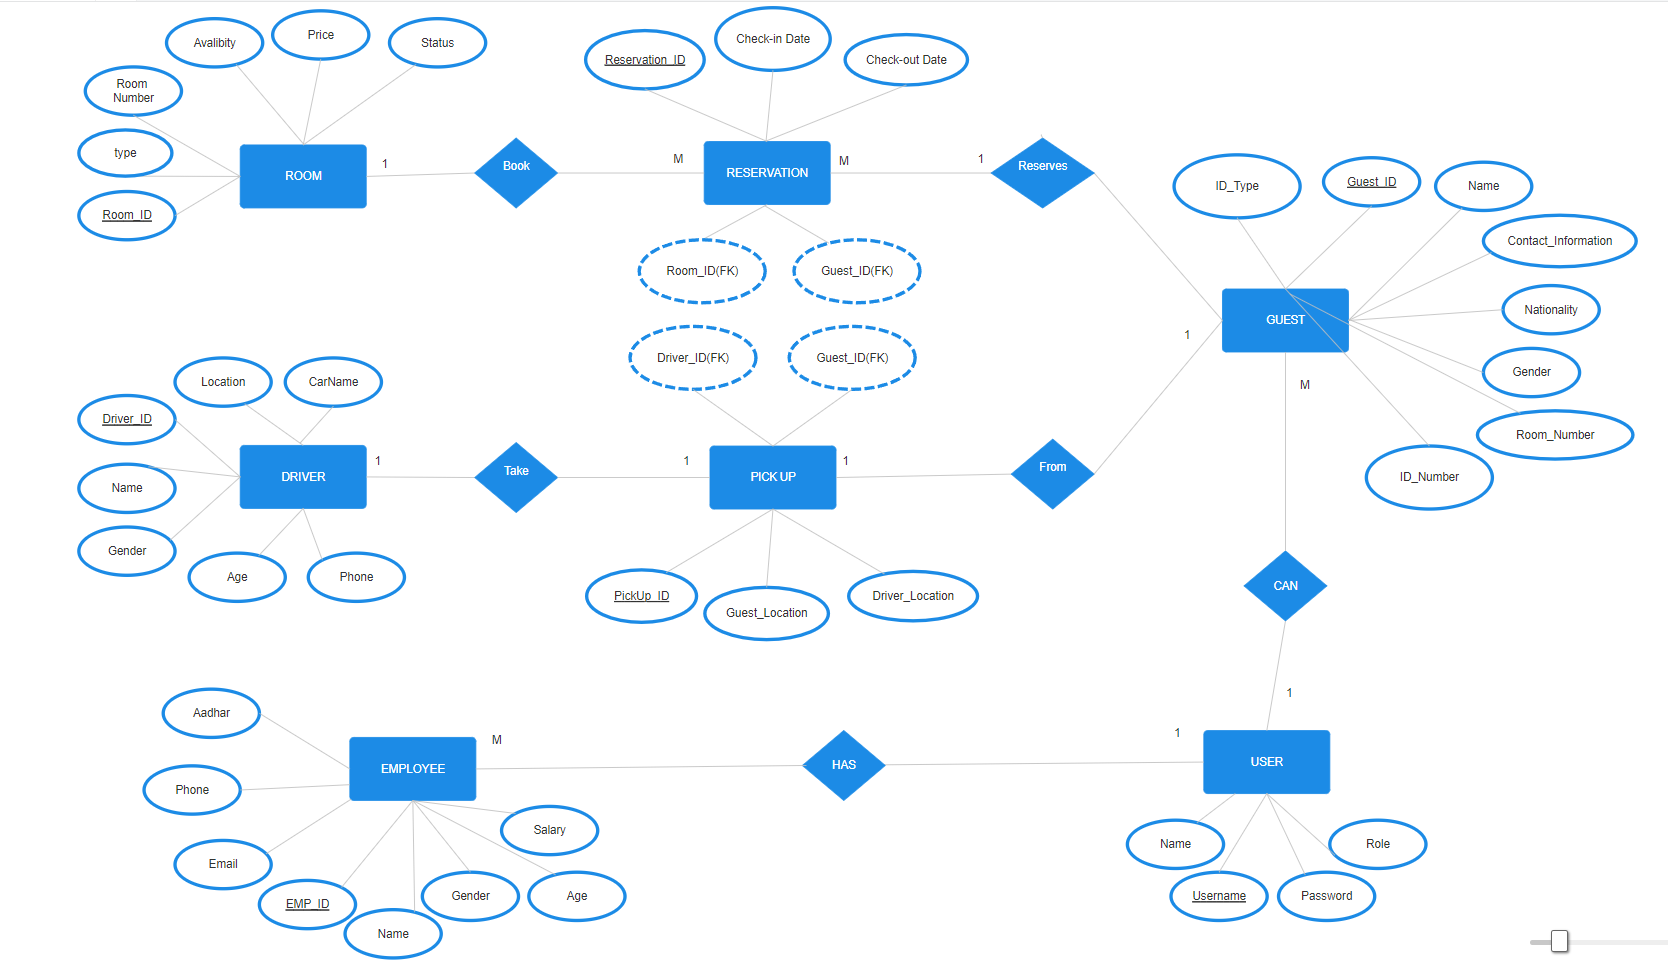 Avalibity
Price
Status
Room
Number
type
Room_ID
ROOM
1
Book
M
Reservation_ID
Check-in Date
Check-out Date
RESERVATION
M
1
Reserves
Room_ID(FK)
Guest_ID(FK)
ID_Type
Guest_ID
Name
Contact_Information
Nationality
Gender
Room_Number
ID_Number
GUEST
1
M
Driver_ID(FK)
Guest_ID(FK)
Location
CarName
Driver_ID
Name
Gender
Age
Phone
DRIVER
1
Take
1
PICK UP
1
From
PickUp_ID
Guest_Location
Driver_Location
CAN
1
Aadhar
Phone
Email
EMP_ID
Name
Gender
Age
Salary
EMPLOYEE
M
HAS
1
USER
Name
Username
Password
Role